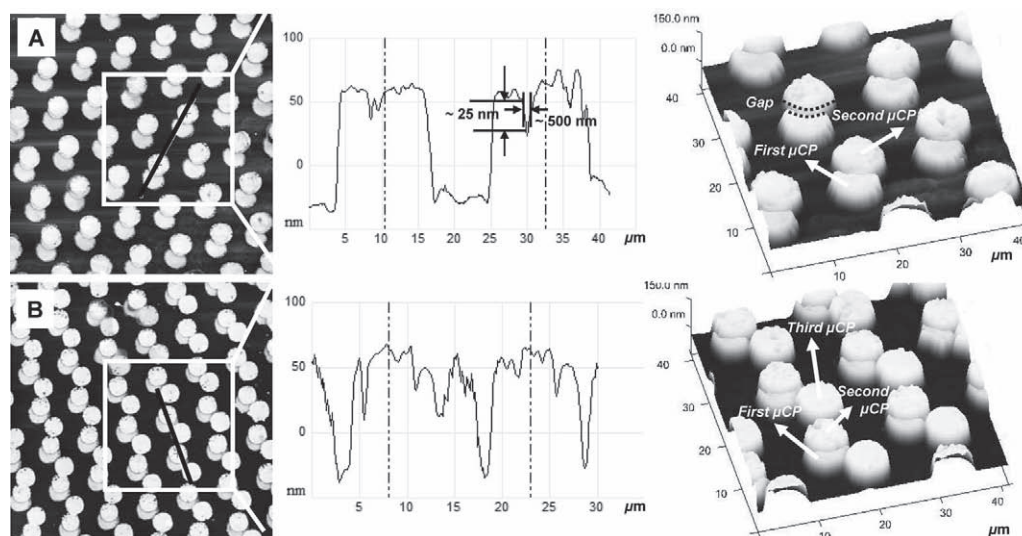 A
100
50
0
nm
~ 25 nm
~ 500 nm
5 10 15 20 25 30 35 40 µm
150.0 nm
0.0 nm
40
30
20
10
Gap
Second µCP
First µCP
10 20 30 40
µm
B
100
50
0
nm
5 10 15 20 25 30 µm
150.0 nm
0.0 nm
40
30
20
10
Third µCP
Second
µCP
First µCP
10 20 30 40
µm